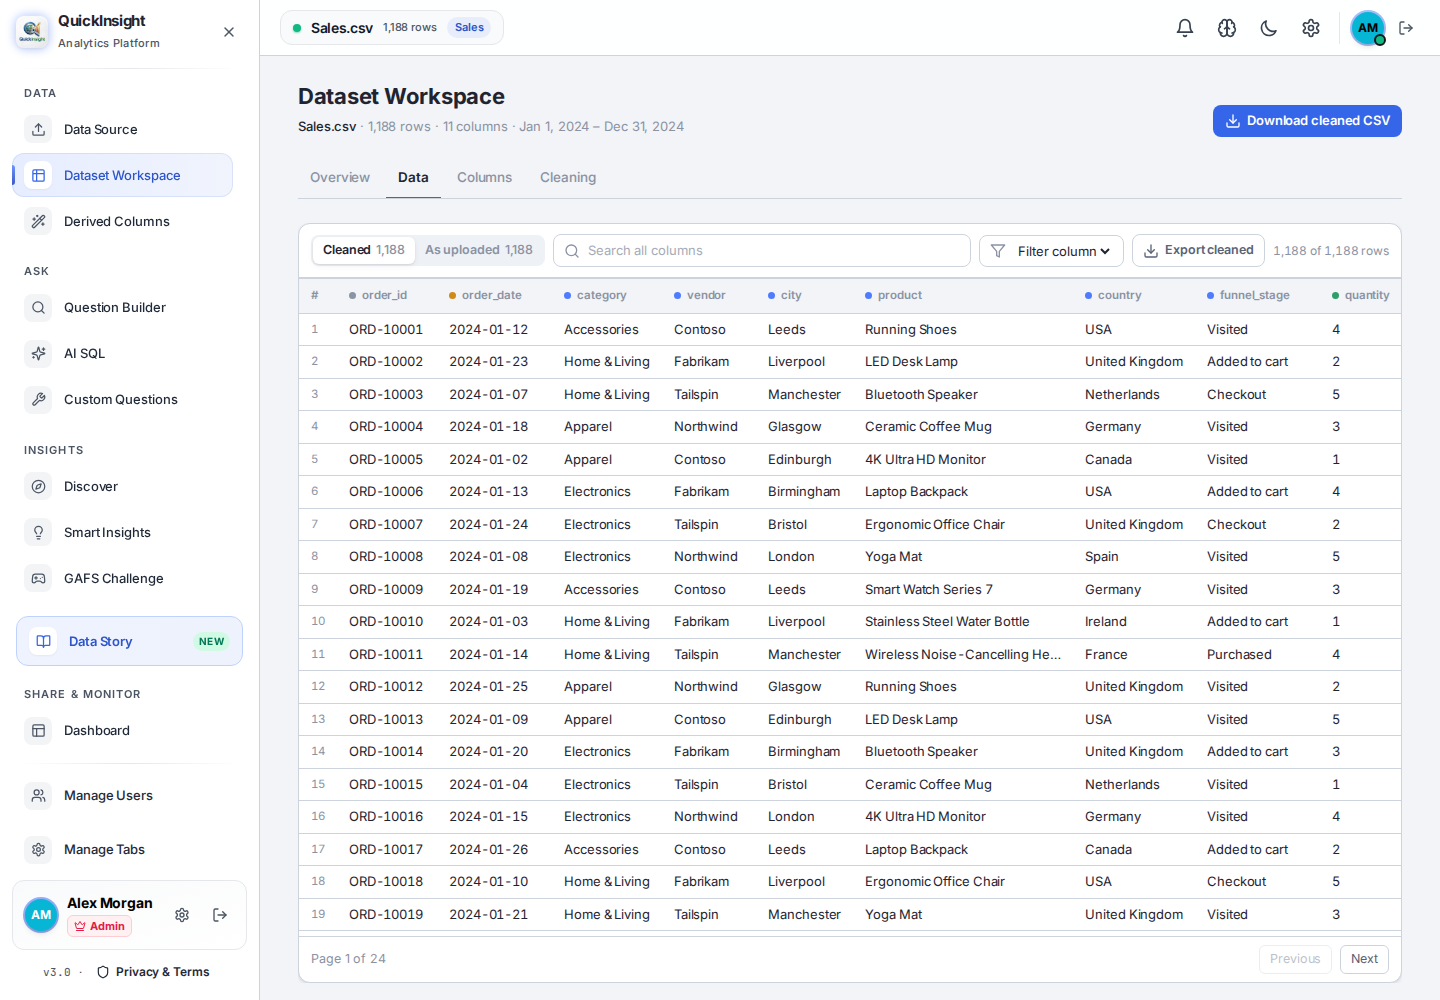 QuickInsight
Analytics Platform
DATA
Data Source
Dataset Workspace
Derived Columns
ASK
Question Builder
AI SQL
Custom Questions
INSIGHTS
Discover
Smart Insights
GAFS Challenge
Data Story NEW
SHARE & MONITOR
Dashboard
Manage Users
Manage Tabs
AM Alex Morgan
Admin
v3.0 · Privacy & Terms
Sales.csv 1,188 rows Sales
AM
Dataset Workspace
Sales.csv · 1,188 rows · 11 columns · Jan 1, 2024 – Dec 31, 2024
Download cleaned CSV
Overview Data Columns Cleaning
Cleaned 1,188 As uploaded 1,188 Search all columns Filter column Export cleaned 1,188 of 1,188 rows
# order_id order_date category vendor city product country funnel_stage quantity
1 ORD-10001 2024-01-12 Accessories Contoso Leeds Running Shoes USA Visited 4
2 ORD-10002 2024-01-23 Home & Living Fabrikam Liverpool LED Desk Lamp United Kingdom Added to cart 2
3 ORD-10003 2024-01-07 Home & Living Tailspin Manchester Bluetooth Speaker Netherlands Checkout 5
4 ORD-10004 2024-01-18 Apparel Northwind Glasgow Ceramic Coffee Mug Germany Visited 3
5 ORD-10005 2024-01-02 Apparel Contoso Edinburgh 4K Ultra HD Monitor Canada Visited 1
6 ORD-10006 2024-01-13 Electronics Fabrikam Birmingham Laptop Backpack USA Added to cart 4
7 ORD-10007 2024-01-24 Electronics Tailspin Bristol Ergonomic Office Chair United Kingdom Checkout 2
8 ORD-10008 2024-01-08 Electronics Northwind London Yoga Mat Spain Visited 5
9 ORD-10009 2024-01-19 Accessories Contoso Leeds Smart Watch Series 7 Germany Visited 3
10 ORD-10010 2024-01-03 Home & Living Fabrikam Liverpool Stainless Steel Water Bottle Ireland Added to cart 1
11 ORD-10011 2024-01-14 Home & Living Tailspin Manchester Wireless Noise-Cancelling He... France Purchased 4
12 ORD-10012 2024-01-25 Apparel Northwind Glasgow Running Shoes United Kingdom Visited 2
13 ORD-10013 2024-01-09 Apparel Contoso Edinburgh LED Desk Lamp USA Visited 5
14 ORD-10014 2024-01-20 Electronics Fabrikam Birmingham Bluetooth Speaker United Kingdom Added to cart 3
15 ORD-10015 2024-01-04 Electronics Tailspin Bristol Ceramic Coffee Mug Netherlands Visited 1
16 ORD-10016 2024-01-15 Electronics Northwind London 4K Ultra HD Monitor Germany Visited 4
17 ORD-10017 2024-01-26 Accessories Contoso Leeds Laptop Backpack Canada Added to cart 2
18 ORD-10018 2024-01-10 Home & Living Fabrikam Liverpool Ergonomic Office Chair USA Checkout 5
19 ORD-10019 2024-01-21 Home & Living Tailspin Manchester Yoga Mat United Kingdom Visited 3
Page 1 of 24 Previous Next